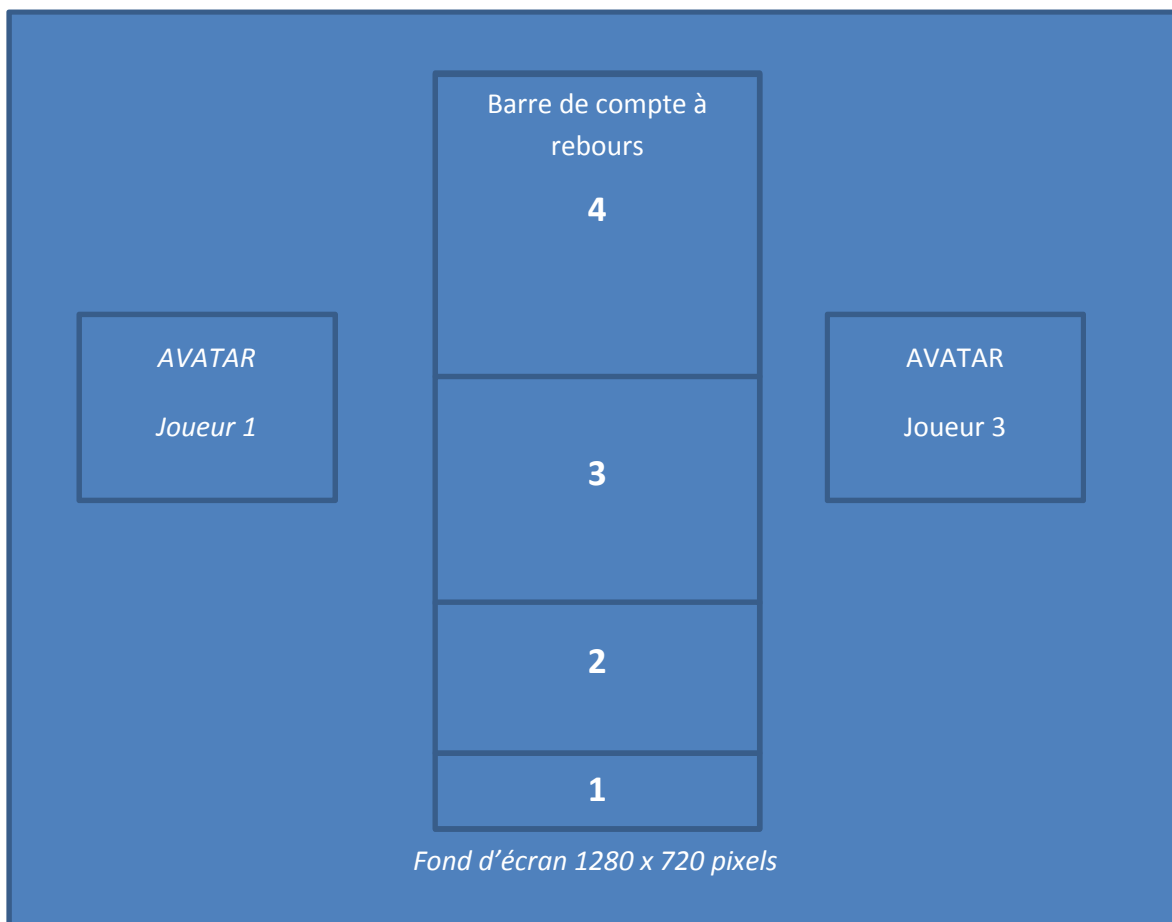 Barre de compte à
rebours
4
AVATAR
Joueur 1
AVATAR
Joueur 3
3
2
1
Fond d'écran 1280 x 720 pixels